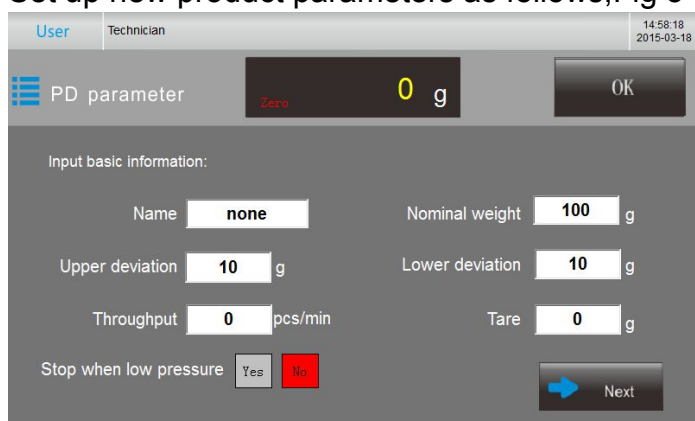 Set up new product parameters as follows,Fig 3
User Technician 14:58:18
2015-03-18
PD parameter Zero 0 g OK
Input basic information:
Name none Nominal weight 100 g
Upper deviation 10 g Lower deviation 10 g
Throughput 0 pcs/min Tare 0 g
Stop when low pressure Yes No
Next